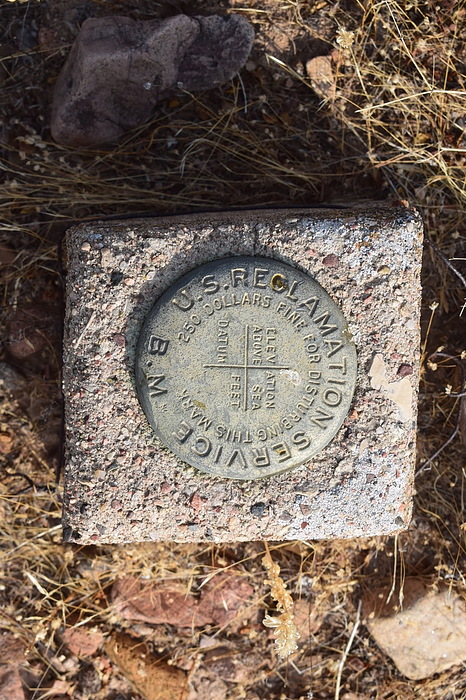 U.S. RECLAMATION SERVICE
B.M.
250 DOLLARS FINE FOR DISTURBING THIS MARK
ELEVATION
ABOVE SEA
DATUM
FEET